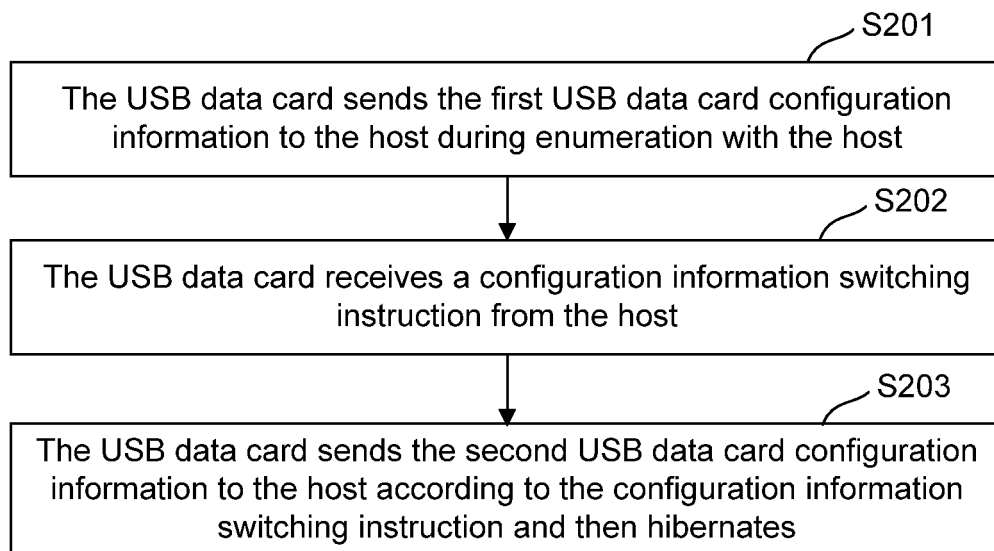 S201
The USB data card sends the first USB data card configuration
information to the host during enumeration with the host
S202
The USB data card receives a configuration information switching
instruction from the host
S203
The USB data card sends the second USB data card configuration
information to the host according to the configuration information
switching instruction and then hibernates